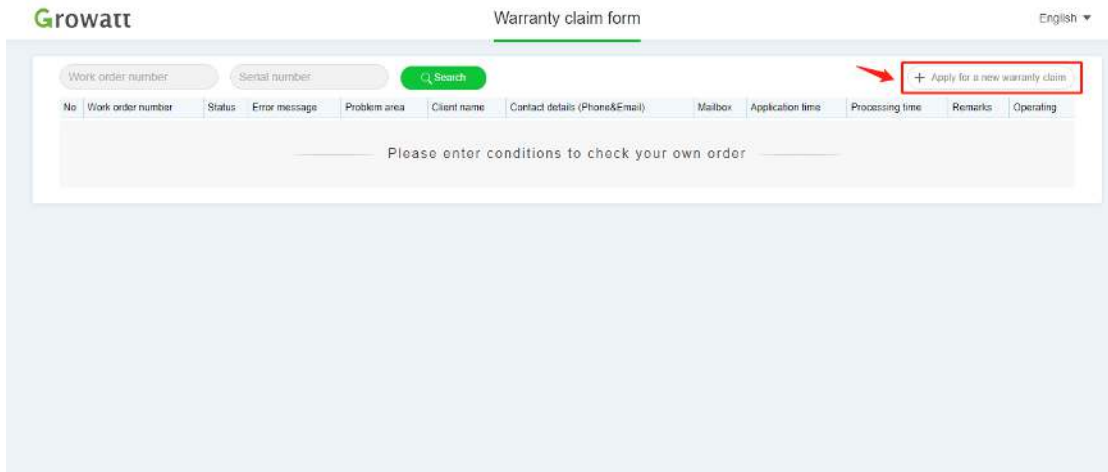 Growatt
Warranty claim form
English
Work order number
Serial number
Search
+ Apply for a new warranty claim
No Work order number Status Error message Problem area Client name Contact details (Phone&Email) Mailbox Application time Processing time Remarks Operating
Please enter conditions to check your own order